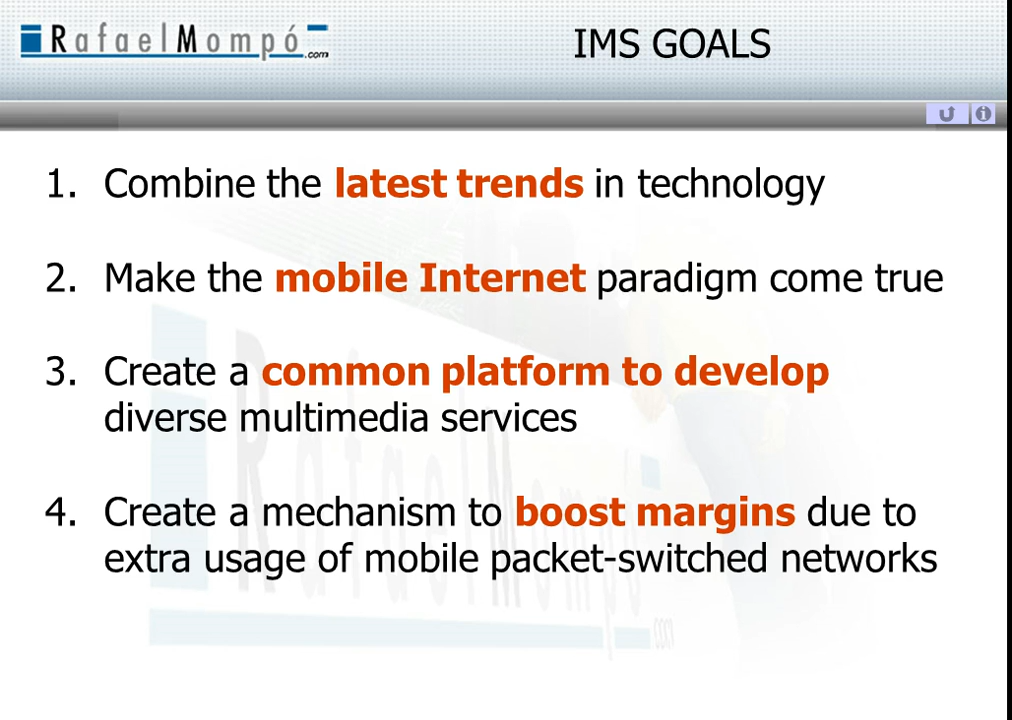 RafaelMompó.com
IMS GOALS
1. Combine the latest trends in technology
2. Make the mobile Internet paradigm come true
3. Create a common platform to develop
diverse multimedia services
4. Create a mechanism to boost margins due to
extra usage of mobile packet-switched networks
RafaelMompó.com